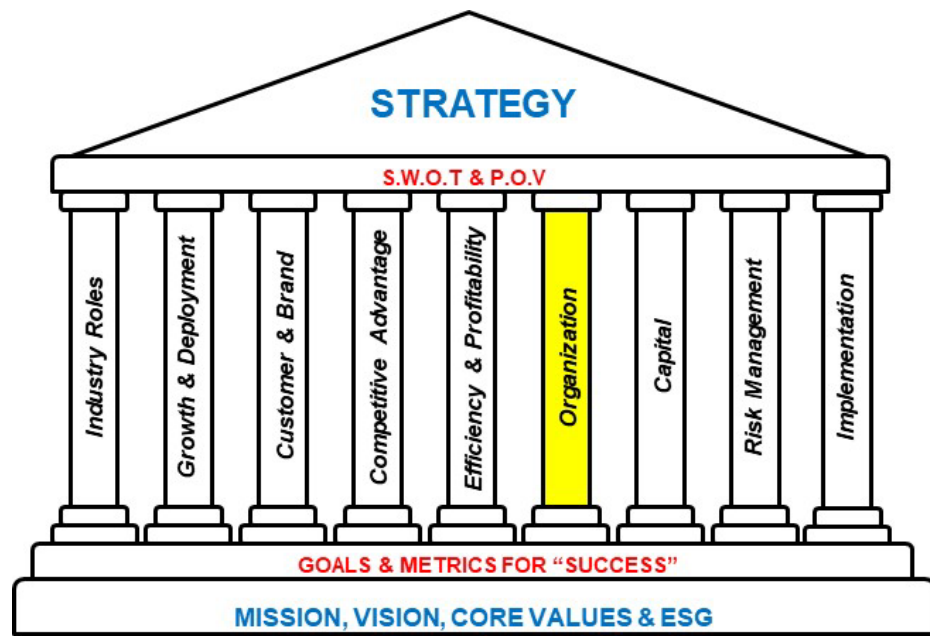 STRATEGY
S.W.O.T & P.O.V
Industry Roles
Growth & Deployment
Customer & Brand
Competitive Advantage
Efficiency & Profitability
Organization
Capital
Risk Management
Implementation
GOALS & METRICS FOR “SUCCESS”
MISSION, VISION, CORE VALUES & ESG